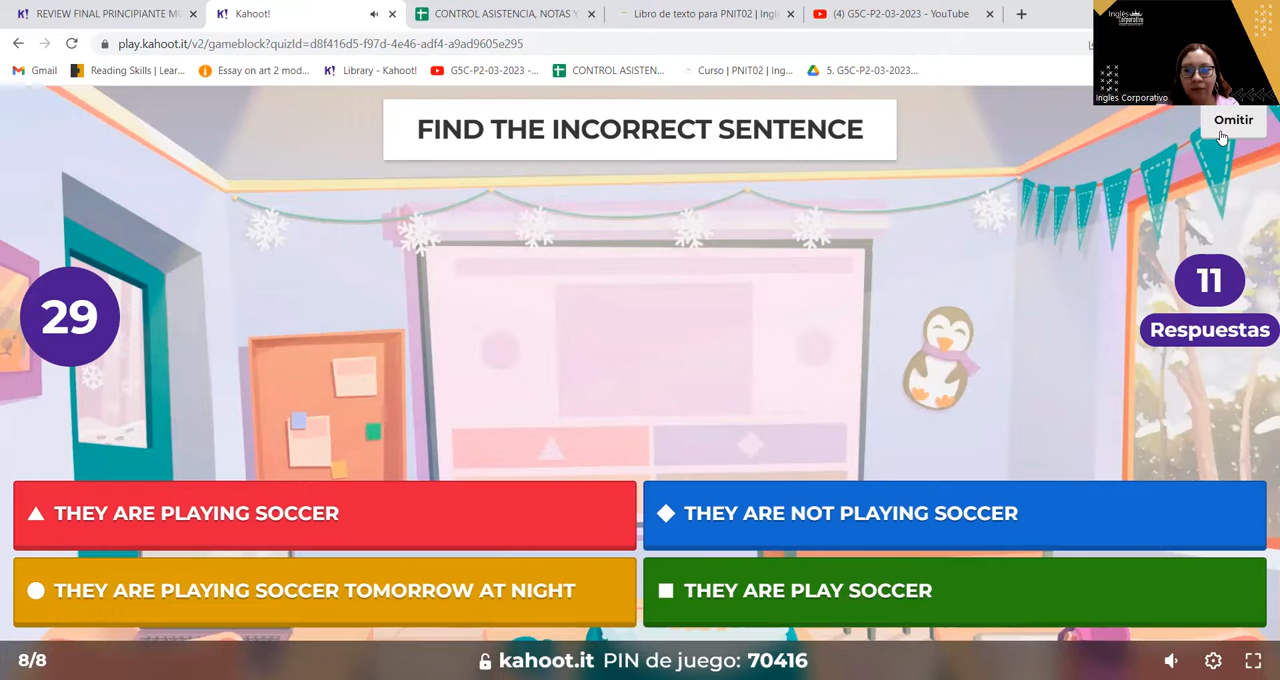 REVIEW FINAL PRINCIPIANTE MO
Kahoot!
CONTROL ASISTENCIA, NOTAS Y
Libro de texto para PNIT02 | Ingl
(4) G5C-P2-03-2023 - YouTube
play.kahoot.it/v2/gameblock?quizId=d8f416d5-f97d-4e46-adf4-a9ad9605e295
Gmail
Reading Skills | Lear...
Essay on art 2 mod...
Library - Kahoot!
G5C-P2-03-2023 -...
CONTROL ASISTEN...
Curso | PNIT02 | Ing...
5. G5C-P2-03-2023...
Inglés
Corporativo
Ingles Corporativo
Omitir
FIND THE INCORRECT SENTENCE
29
11
Respuestas
THEY ARE PLAYING SOCCER
THEY ARE NOT PLAYING SOCCER
THEY ARE PLAYING SOCCER TOMORROW AT NIGHT
THEY ARE PLAY SOCCER
8/8
kahoot.it PIN de juego: 70416